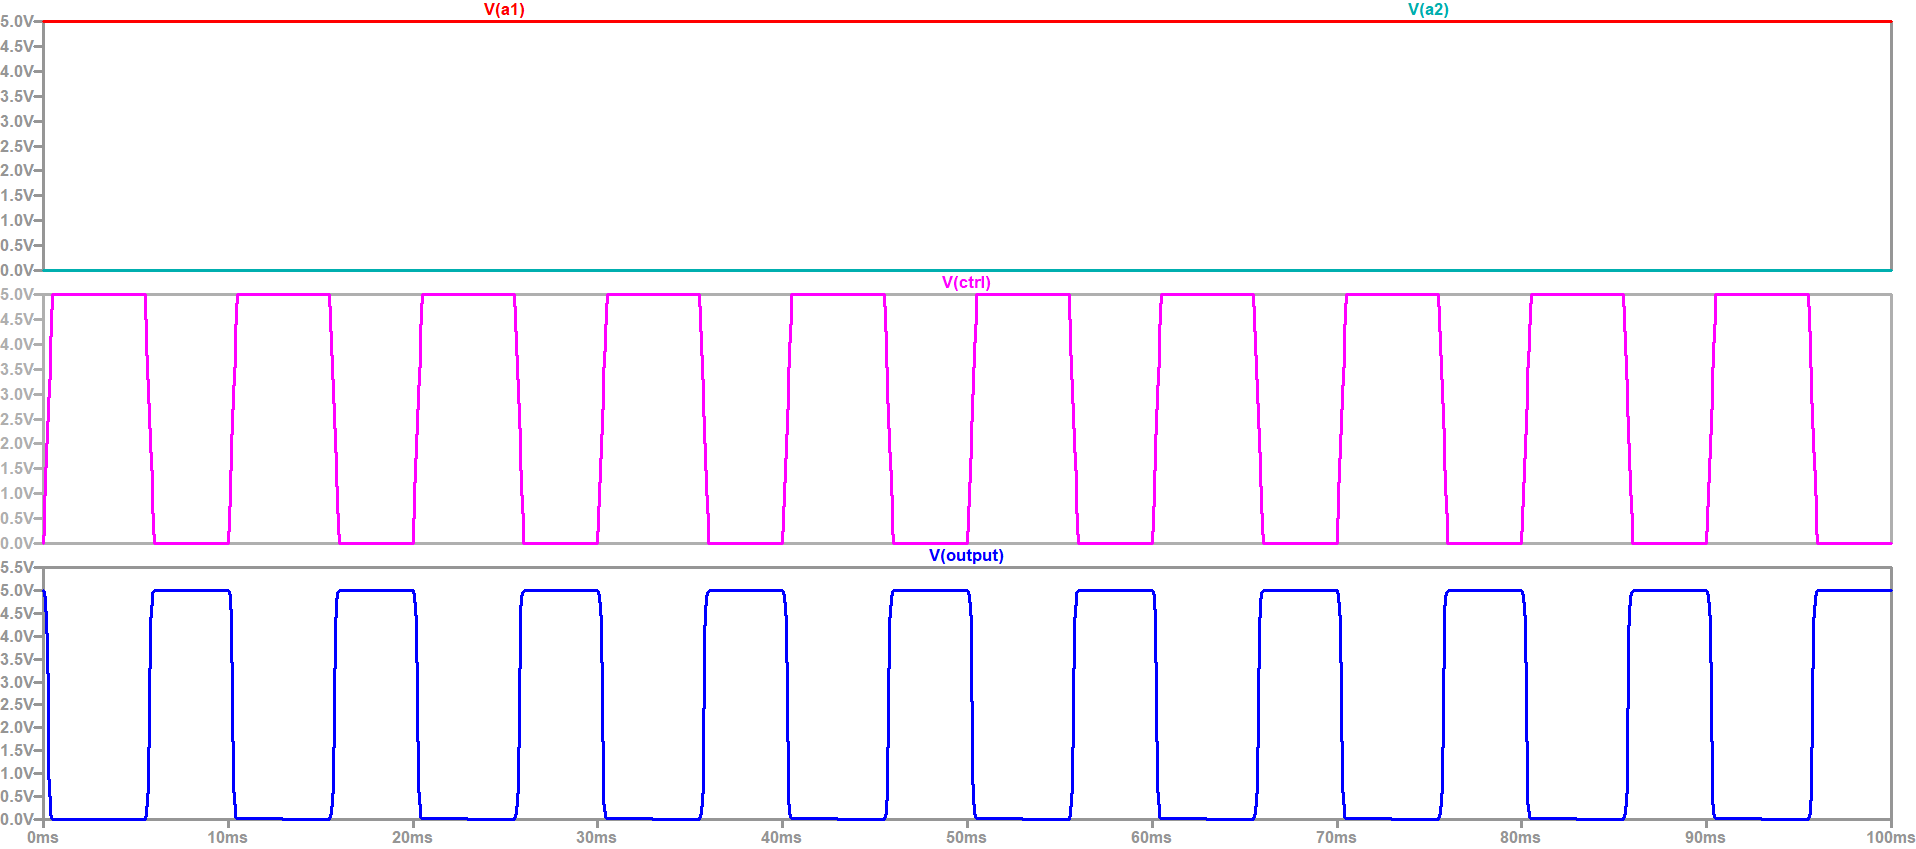 V(a1) V(a2)
5.0V
4.5V
4.0V
3.5V
3.0V
2.5V
2.0V
1.5V
1.0V
0.5V
0.0V
V(ctrl)
5.0V
4.5V
4.0V
3.5V
3.0V
2.5V
2.0V
1.5V
1.0V
0.5V
0.0V
V(output)
5.5V
5.0V
4.5V
4.0V
3.5V
3.0V
2.5V
2.0V
1.5V
1.0V
0.5V
0.0V
0ms 10ms 20ms 30ms 40ms 50ms 60ms 70ms 80ms 90ms 100ms